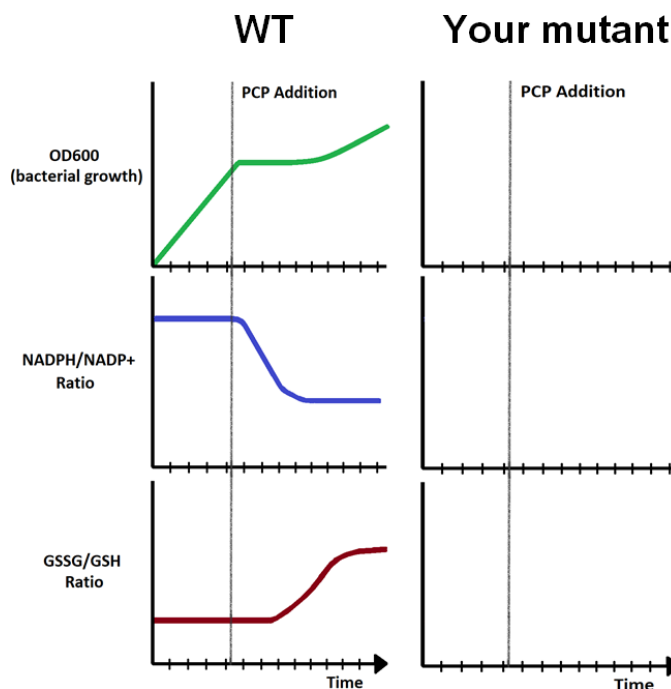 WT
Your mutant
PCP Addition
PCP Addition
OD600
(bacterial growth)
NADPH/NADP+
Ratio
GSSG/GSH
Ratio
Time
Time